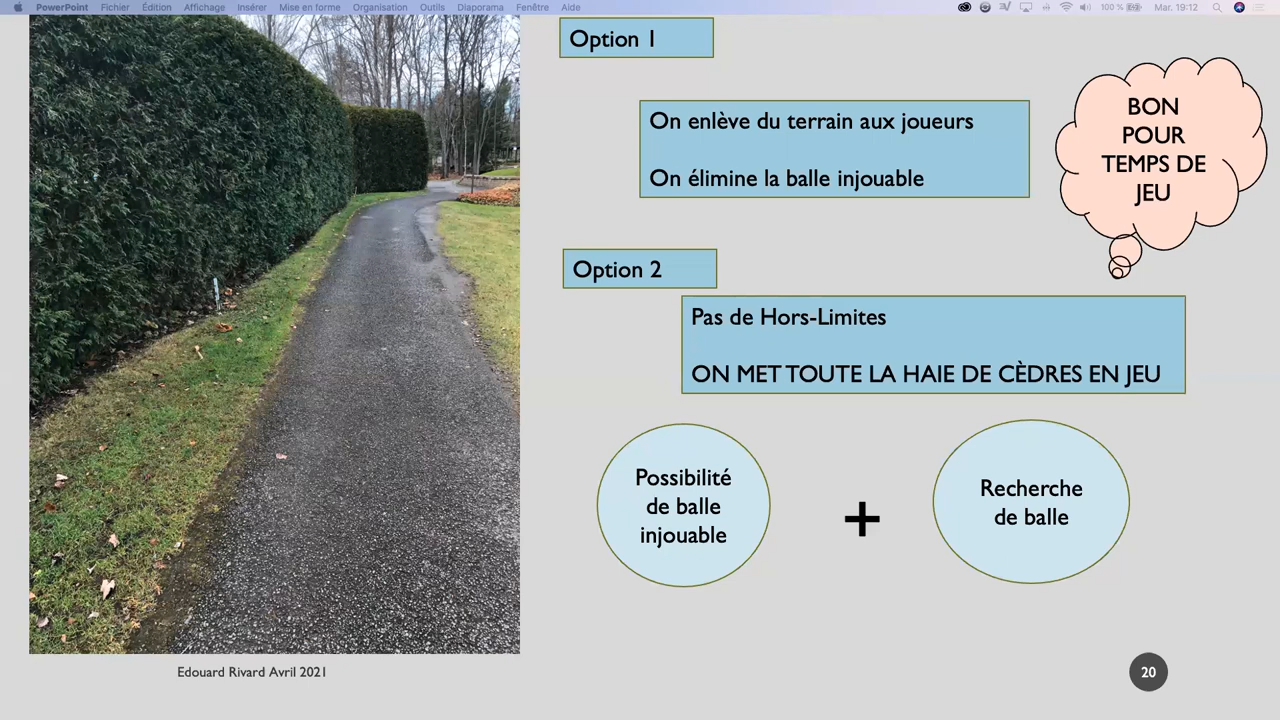 PowerPoint Fichier Édition Affichage Insérer Mise en forme Organisation Outils Diaporama Fenêtre Aide
100 % Mar. 19:12
Option 1
On enlève du terrain aux joueurs
On élimine la balle injouable
BON
POUR
TEMPS DE
JEU
Option 2
Pas de Hors-Limites
ON MET TOUTE LA HAIE DE CÈDRES EN JEU
Possibilité
de balle
injouable
+
Recherche
de balle
Edouard Rivard Avril 2021
20